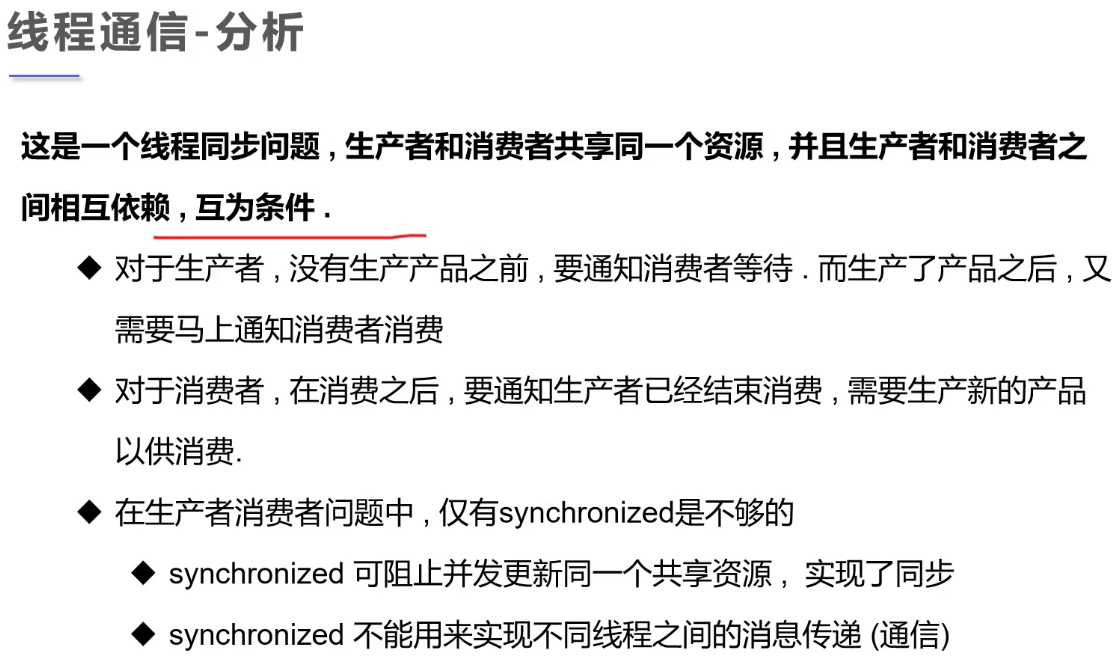 线程通信-分析
这是一个线程同步问题 , 生产者和消费者共享同一个资源 , 并且生产者和消费者之
间相互依赖 , 互为条件 .
◆ 对于生产者 , 没有生产产品之前 , 要通知消费者等待 . 而生产了产品之后 , 又
需要马上通知消费者消费
◆ 对于消费者 , 在消费之后 , 要通知生产者已经结束消费 , 需要生产新的产品
以供消费.
◆ 在生产者消费者问题中 , 仅有synchronized是不够的
◆ synchronized 可阻止并发更新同一个共享资源 , 实现了同步
◆ synchronized 不能用来实现不同线程之间的消息传递 (通信)